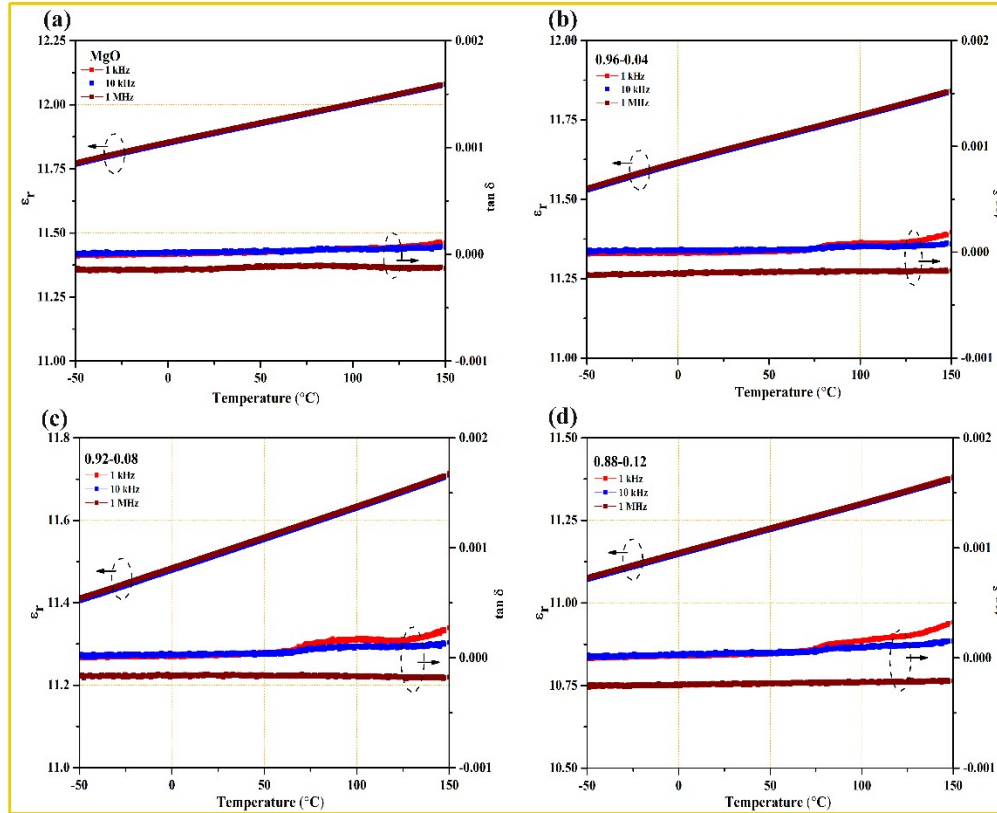 (a)
MgO
1 kHz
10 kHz
1 MHz
12.25
12.00
11.75
11.50
11.25
11.00
εr
0.002
0.001
0.000
-0.001
tan δ
-50 0 50 100 150
Temperature (°C)
(b)
0.96-0.04
1 kHz
10 kHz
1 MHz
12.00
11.75
11.50
11.25
11.00
εr
0.002
0.001
0.000
-0.001
tan δ
-50 0 50 100 150
Temperature (°C)
(c)
0.92-0.08
1 kHz
10 kHz
1 MHz
11.8
11.6
11.4
11.2
11.0
εr
0.002
0.001
0.000
-0.001
tan δ
-50 0 50 100 150
Temperature (°C)
(d)
0.88-0.12
1 kHz
10 kHz
1 MHz
11.50
11.25
11.00
10.75
10.50
εr
0.002
0.001
0.000
-0.001
tan δ
-50 0 50 100 150
Temperature (°C)